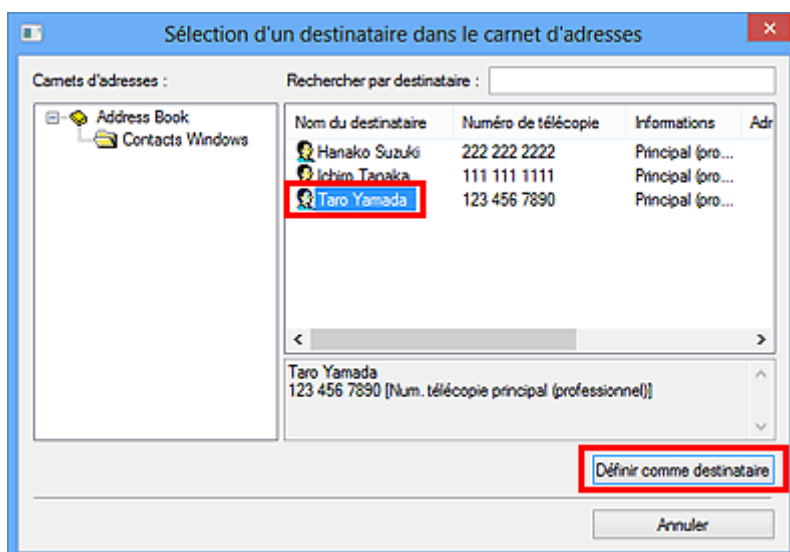 Sélection d'un destinataire dans le carnet d'adresses
Carnets d'adresses :
Rechercher par destinataire :
Address Book
Contacts Windows
Nom du destinataire Numéro de télécopie Informations Adr
Hanako Suzuki 222 222 2222 Principal (pro...
Ichiro Tanaka 111 111 1111 Principal (pro...
Taro Yamada 123 456 7890 Principal (pro...
Taro Yamada
123 456 7890 [Num. télécopie principal (professionnel)]
Définir comme destinataire
Annuler